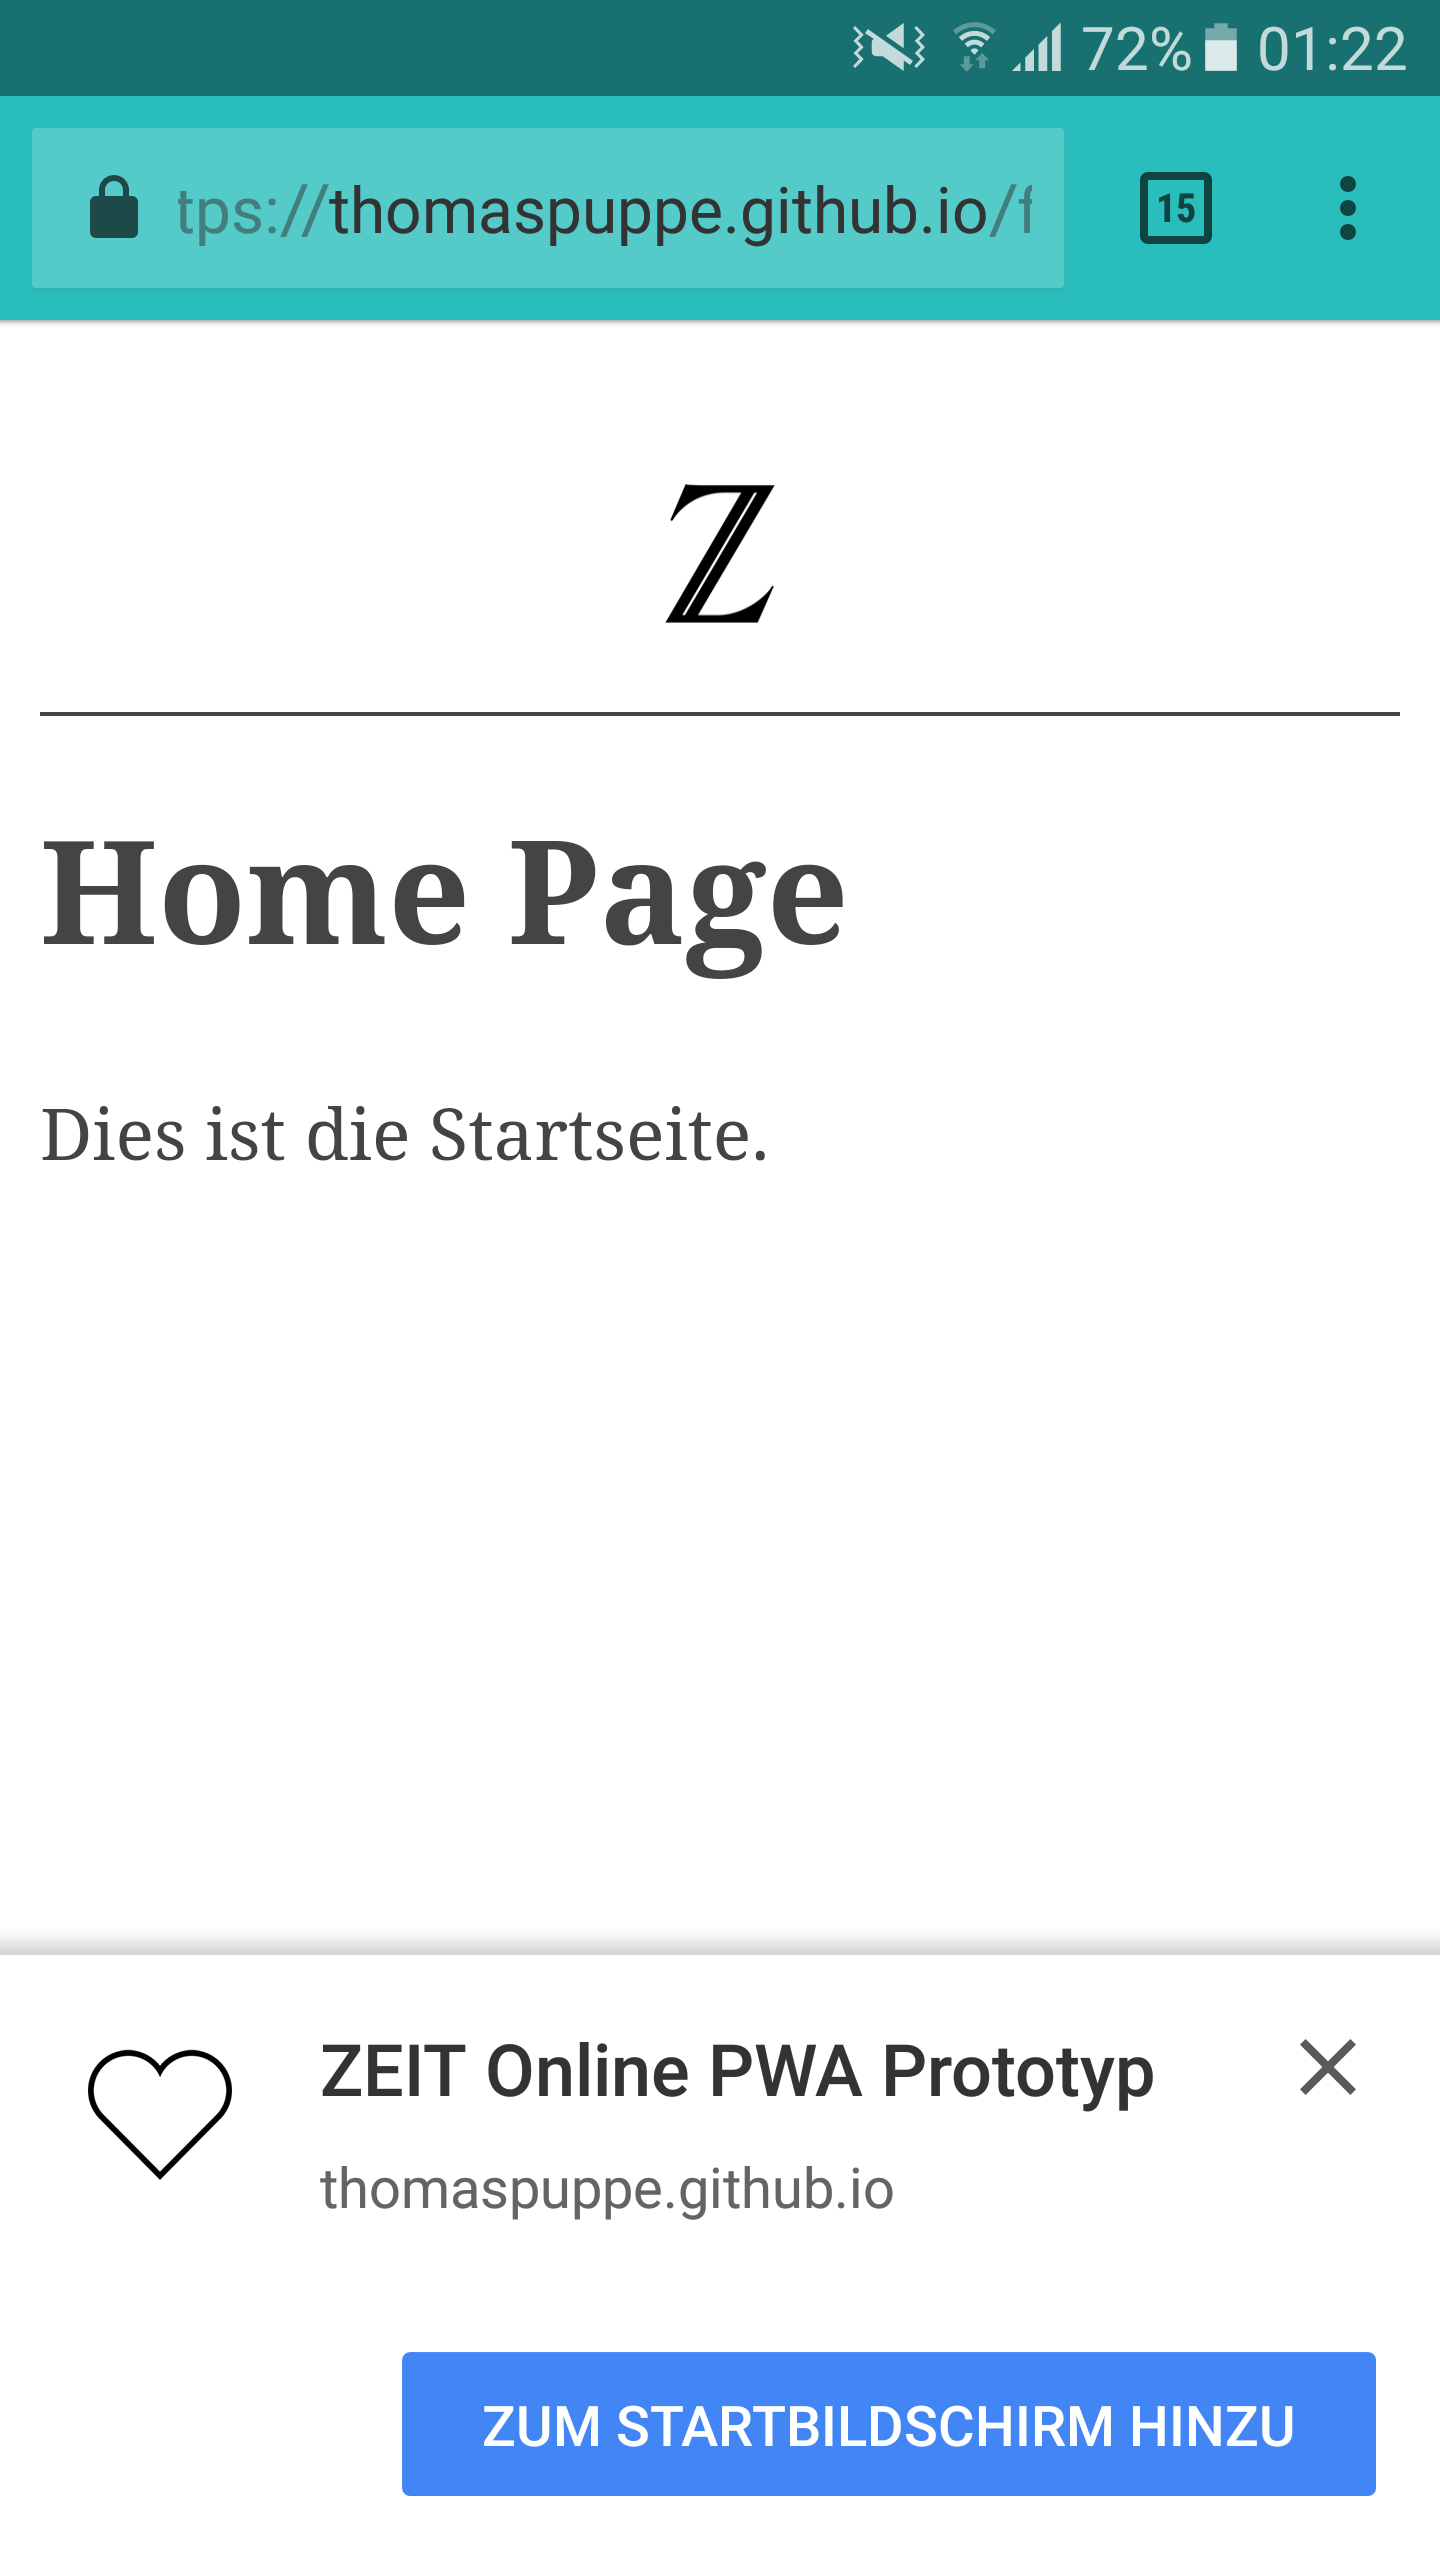 72% 01:22
tps://thomaspuppe.github.io/f
15
Z
Home Page
Dies ist die Startseite.
ZEIT Online PWA Prototyp
thomaspuppe.github.io
ZUM STARTBILDSCHIRM HINZU